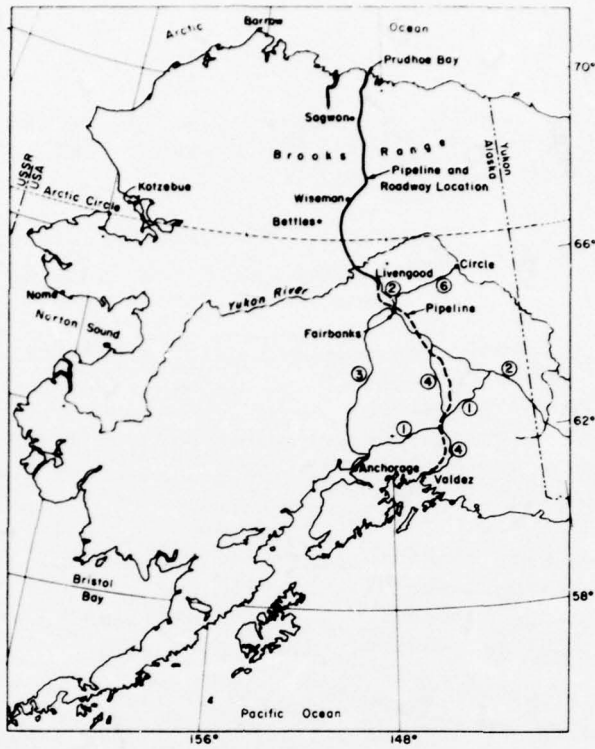 Barrow
Arctic
Ocean
Prudhoe Bay
70°
Sagwon
Brooks Range
Yukon
Alaska
Pipeline and
Roadway Location
USSR
USA
Kotzebue
Arctic Circle
Wiseman
Bettles
66°
Livengood
Circle
2
6
Yukon River
Nome
Pipeline
Norton Sound
Fairbanks
3
4
2
1
1
62°
4
Anchorage
Valdez
Bristol
Bay
58°
Pacific Ocean
156°
148°